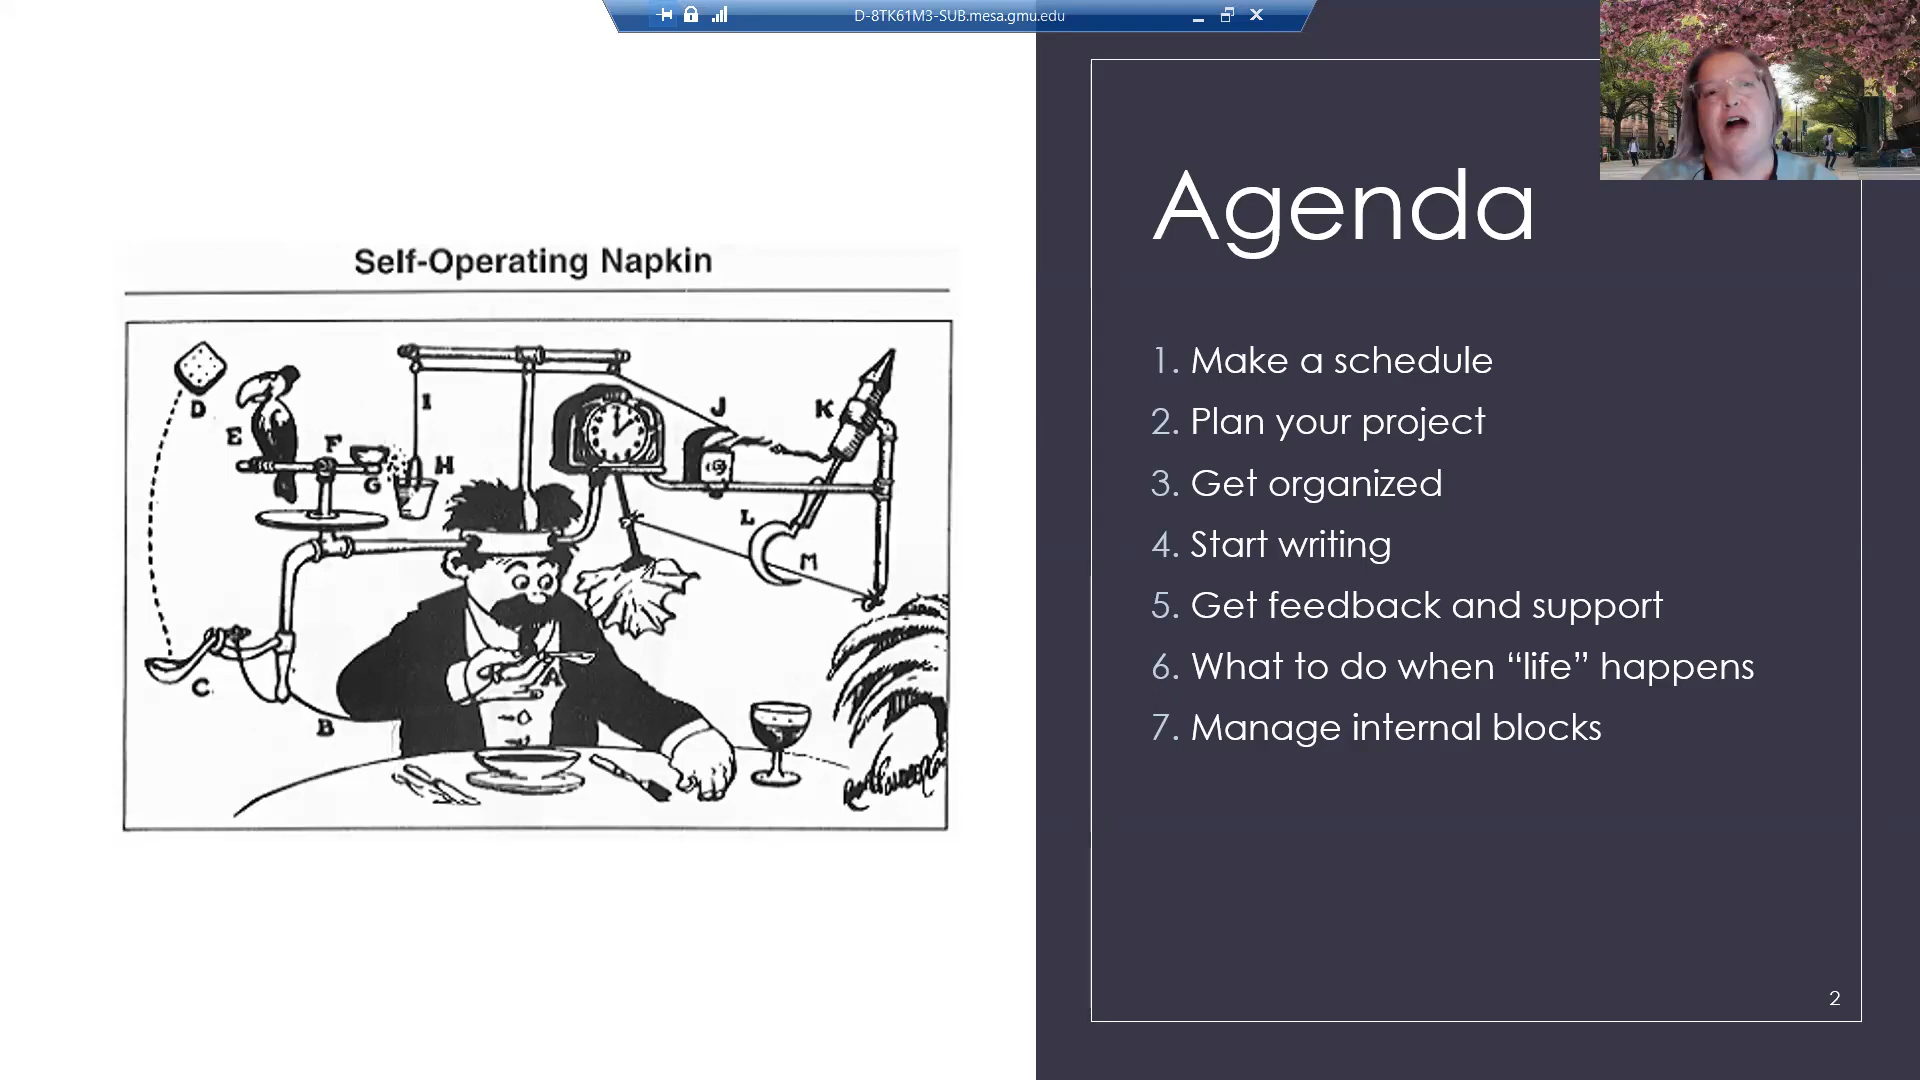 D-8TK61M3-SUB.mesa.gmu.edu
Self-Operating Napkin
D
E
F
G
H
I
J
K
L
M
C
B
A
Agenda
1. Make a schedule
2. Plan your project
3. Get organized
4. Start writing
5. Get feedback and support
6. What to do when “life” happens
7. Manage internal blocks
2